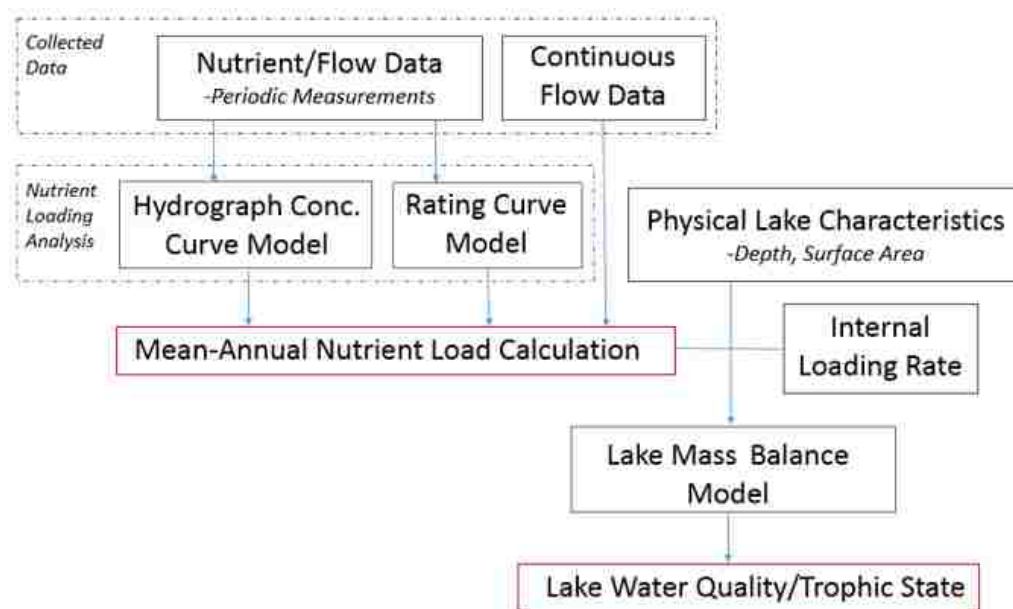 Collected
Data
Nutrient/Flow Data
-Periodic Measurements
Continuous
Flow Data
Nutrient
Loading
Analysis
Hydrograph Conc.
Curve Model
Rating Curve
Model
Physical Lake Characteristics
-Depth, Surface Area
Mean-Annual Nutrient Load Calculation
Internal
Loading Rate
Lake Mass Balance
Model
Lake Water Quality/Trophic State